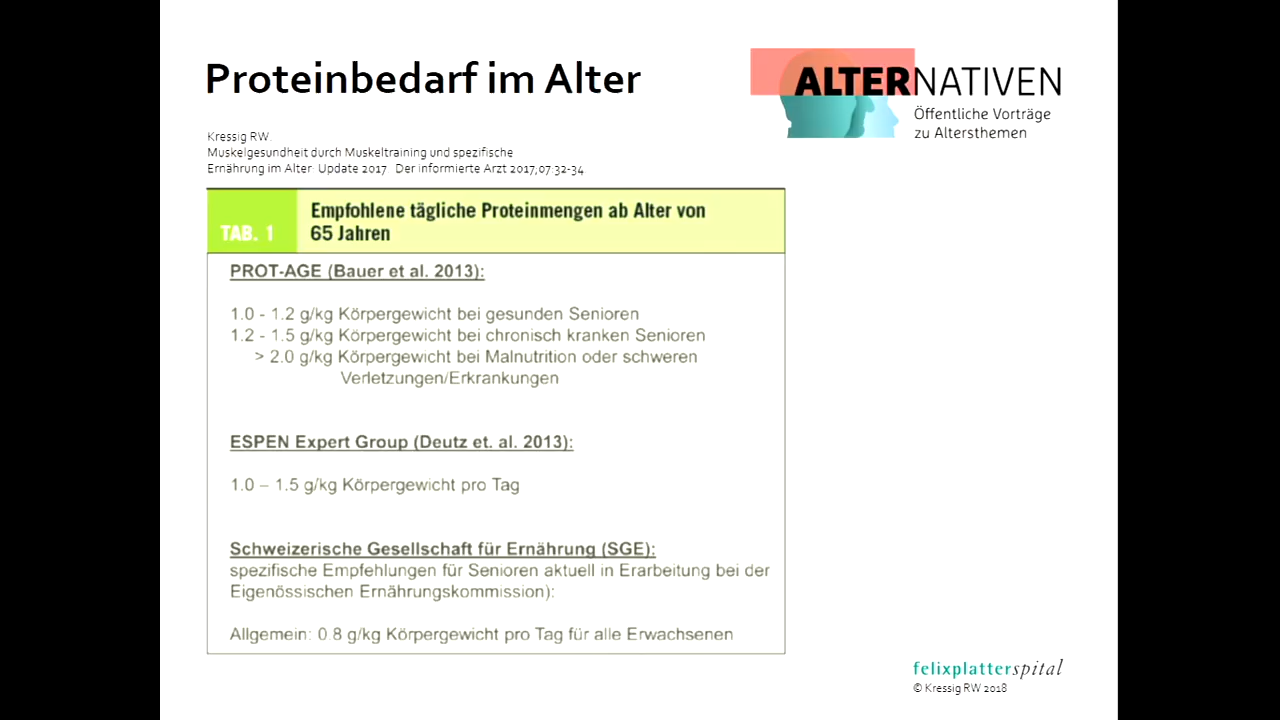 Proteinbedarf im Alter
ALTERNATIVEN
Öffentliche Vorträge
zu Altersthemen
Kressig RW.
Muskelgesundheit durch Muskeltraining und spezifische
Ernährung im Alter: Update 2017. Der informierte Arzt 2017;07:32-34
TAB. 1
Empfohlene tägliche Proteinmengen ab Alter von
65 Jahren
PROT-AGE (Bauer et al. 2013):
1.0 - 1.2 g/kg Körpergewicht bei gesunden Senioren
1.2 - 1.5 g/kg Körpergewicht bei chronisch kranken Senioren
> 2.0 g/kg Körpergewicht bei Malnutrition oder schweren
Verletzungen/Erkrankungen
ESPEN Expert Group (Deutz et. al. 2013):
1.0 – 1.5 g/kg Körpergewicht pro Tag
Schweizerische Gesellschaft für Ernährung (SGE):
spezifische Empfehlungen für Senioren aktuell in Erarbeitung bei der
Eigenössischen Ernährungskommission):
Allgemein: 0.8 g/kg Körpergewicht pro Tag für alle Erwachsenen
felixplatterspital
© Kressig RW 2018